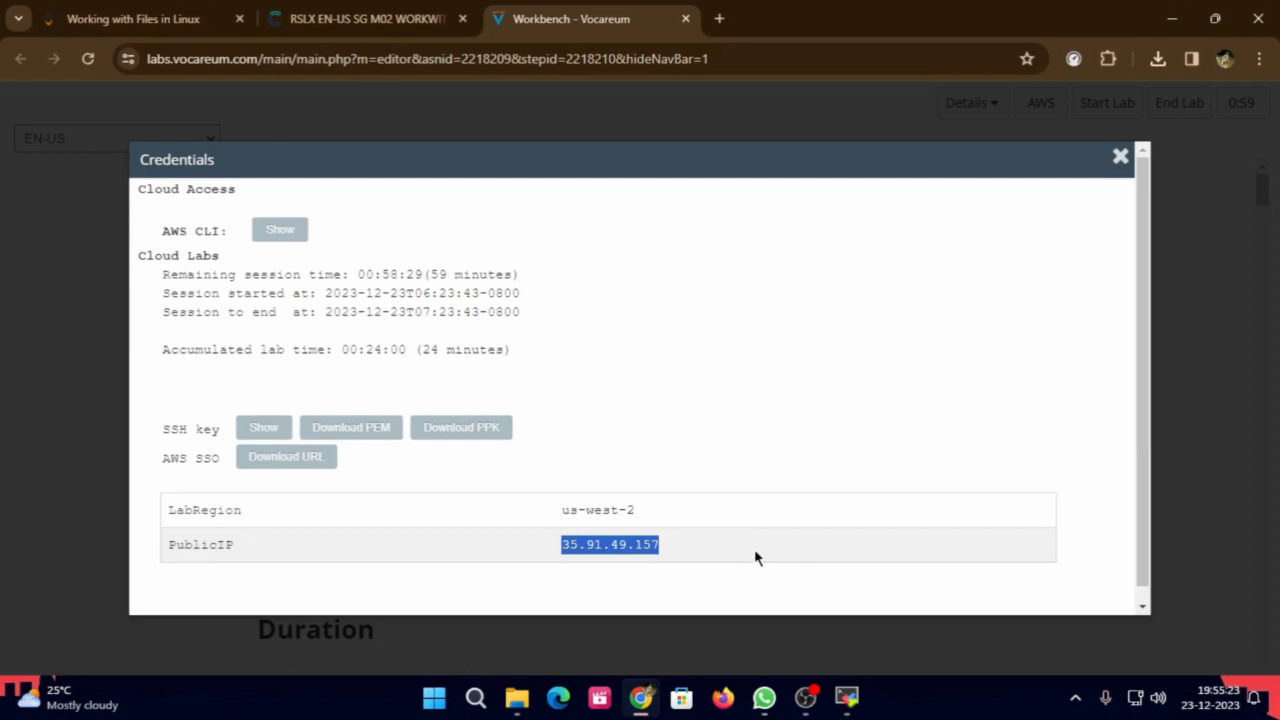 Working with Files in Linux
RSLX EN-US SG M02 WORKWI
Workbench - Vocareum
labs.vocareum.com/main/main.php?m=editor&asnid=2218209&stepid=2218210&hideNavBar=1
Details
AWS
Start Lab
End Lab
0:59
EN-US
Credentials
Cloud Access
AWS CLI: Show
Cloud Labs
Remaining session time: 00:58:29(59 minutes)
Session started at: 2023-12-23T06:23:43-0800
Session to end  at: 2023-12-23T07:23:43-0800
Accumulated lab time: 00:24:00 (24 minutes)
SSH key Show Download PEM Download PPK
AWS SSO Download URL
LabRegion us-west-2
PublicIP 35.91.49.157
Duration
25°C
Mostly cloudy
19:55:23
23-12-2023